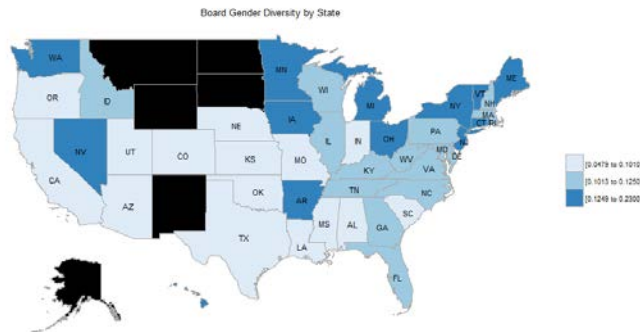 Board Gender Diversity by State
WA
OR
ID
NV
CA
UT
AZ
CO
NE
KS
OK
TX
MN
IA
MO
AR
LA
WI
IL
MI
IN
OH
KY
TN
MS
AL
GA
FL
SC
NC
VA
WV
PA
NY
ME
VT
NH
MA
CT
RI
NJ
MD
DE
[0.0479 to 0.1010
[0.1013 to 0.1250
[0.1249 to 0.2300